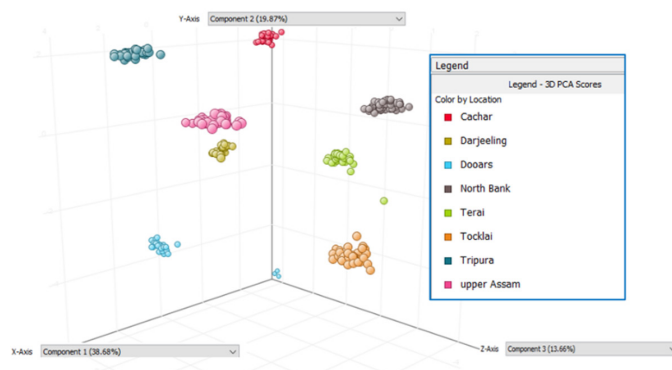 Y-Axis Component 2 (19.87%)
Legend
Legend - 3D PCA Scores
Color by Location
Cachar
Darjeeling
Dooars
North Bank
Terai
Tocklai
Tripura
upper Assam
X-Axis Component 1 (38.68%)
Z-Axis Component 3 (13.66%)